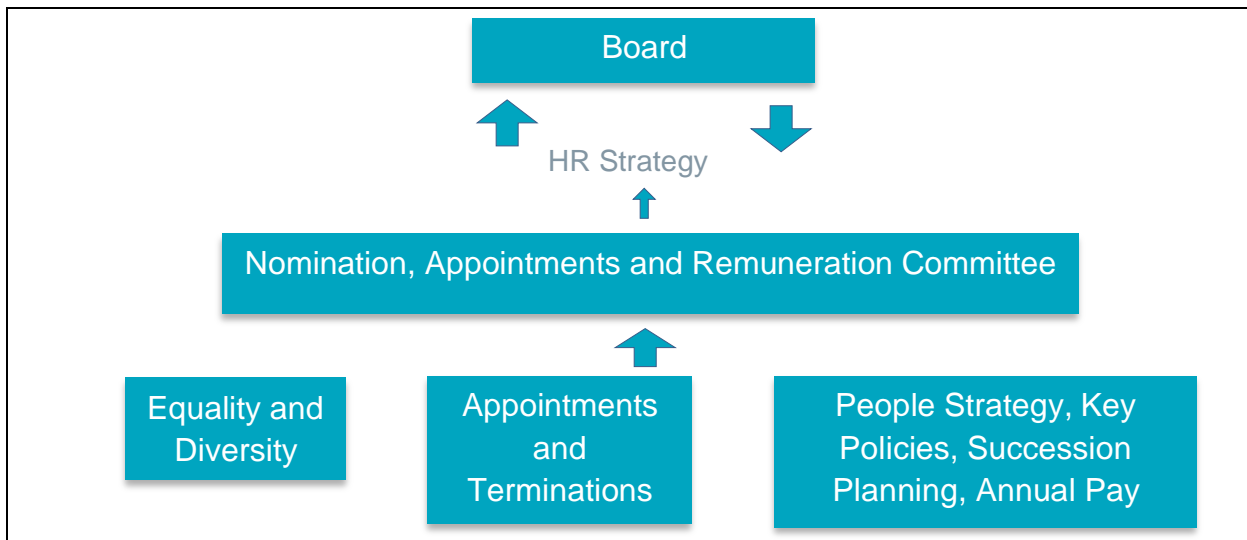 Board
HR Strategy
Nomination, Appointments and Remuneration Committee
Equality and
Diversity
Appointments
and
Terminations
People Strategy, Key
Policies, Succession
Planning, Annual Pay